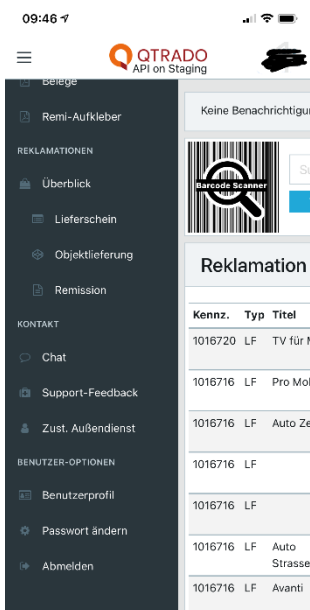 09:46
QTRADO
API on Staging
Belege
Remi-Aufkleber
REKLAMATIONEN
Überblick
Lieferschein
Objektlieferung
Remission
KONTAKT
Chat
Support-Feedback
Zust. Außendienst
BENUTZER-OPTIONEN
Benutzerprofil
Passwort ändern
Abmelden
Keine Benachrichtigu
Barcode Scanner
Su
Reklamation
Kennz. Typ Titel
1016720 LF TV für M
1016716 LF Pro Mol
1016716 LF Auto Ze
1016716 LF
1016716 LF
1016716 LF Auto
Strasse
1016716 LF Avanti